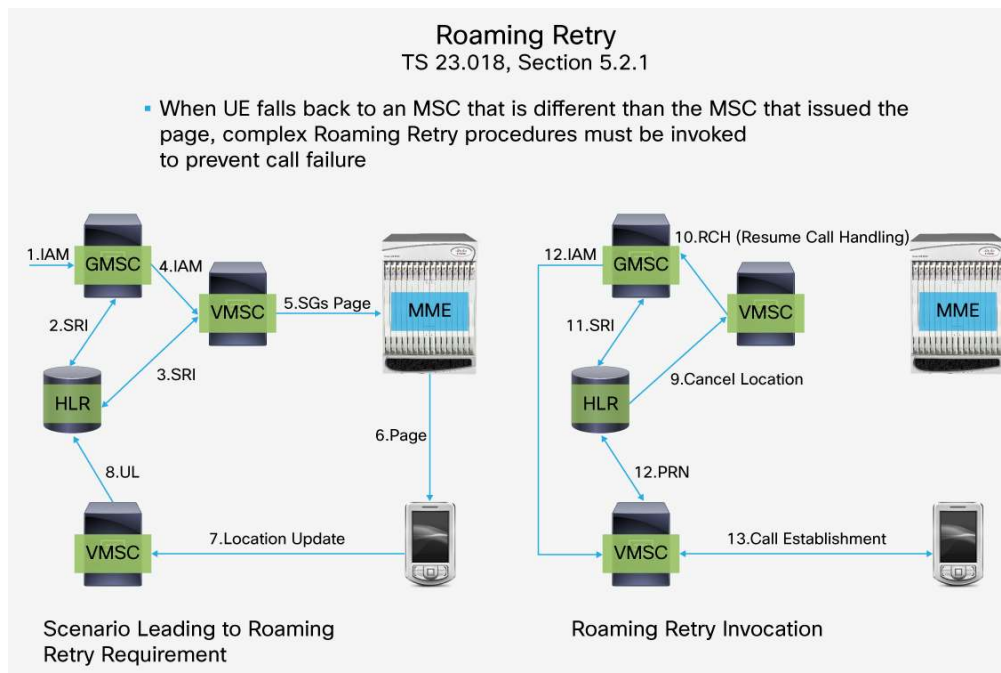 Roaming Retry
TS 23.018, Section 5.2.1
▪ When UE falls back to an MSC that is different than the MSC that issued the
page, complex Roaming Retry procedures must be invoked
to prevent call failure
1.IAM
GMSC
4.IAM
VMSC
5.SGs Page
MME
2.SRI
3.SRI
HLR
6.Page
8.UL
VMSC
7.Location Update
Scenario Leading to Roaming
Retry Requirement
12.IAM
GMSC
10.RCH (Resume Call Handling)
VMSC
MME
11.SRI
9.Cancel Location
HLR
12.PRN
VMSC
13.Call Establishment
Roaming Retry Invocation